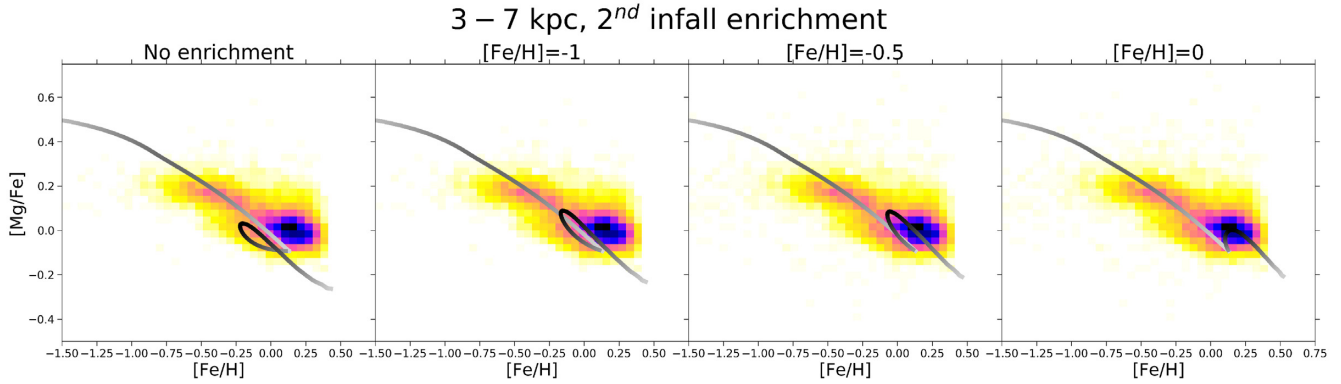 3 − 7 kpc, 2nd infall enrichment
No enrichment
[Fe/H]=-1
[Fe/H]=-0.5
[Fe/H]=0
[Mg/Fe]
0.6
0.4
0.2
0.0
−0.2
−0.4
−1.50 −1.25 −1.00 −0.75 −0.50 −0.25 0.00 0.25 0.50
−1.50 −1.25 −1.00 −0.75 −0.50 −0.25 0.00 0.25 0.50
−1.50 −1.25 −1.00 −0.75 −0.50 −0.25 0.00 0.25 0.50
−1.50 −1.25 −1.00 −0.75 −0.50 −0.25 0.00 0.25 0.50 0.75
[Fe/H]
[Fe/H]
[Fe/H]
[Fe/H]